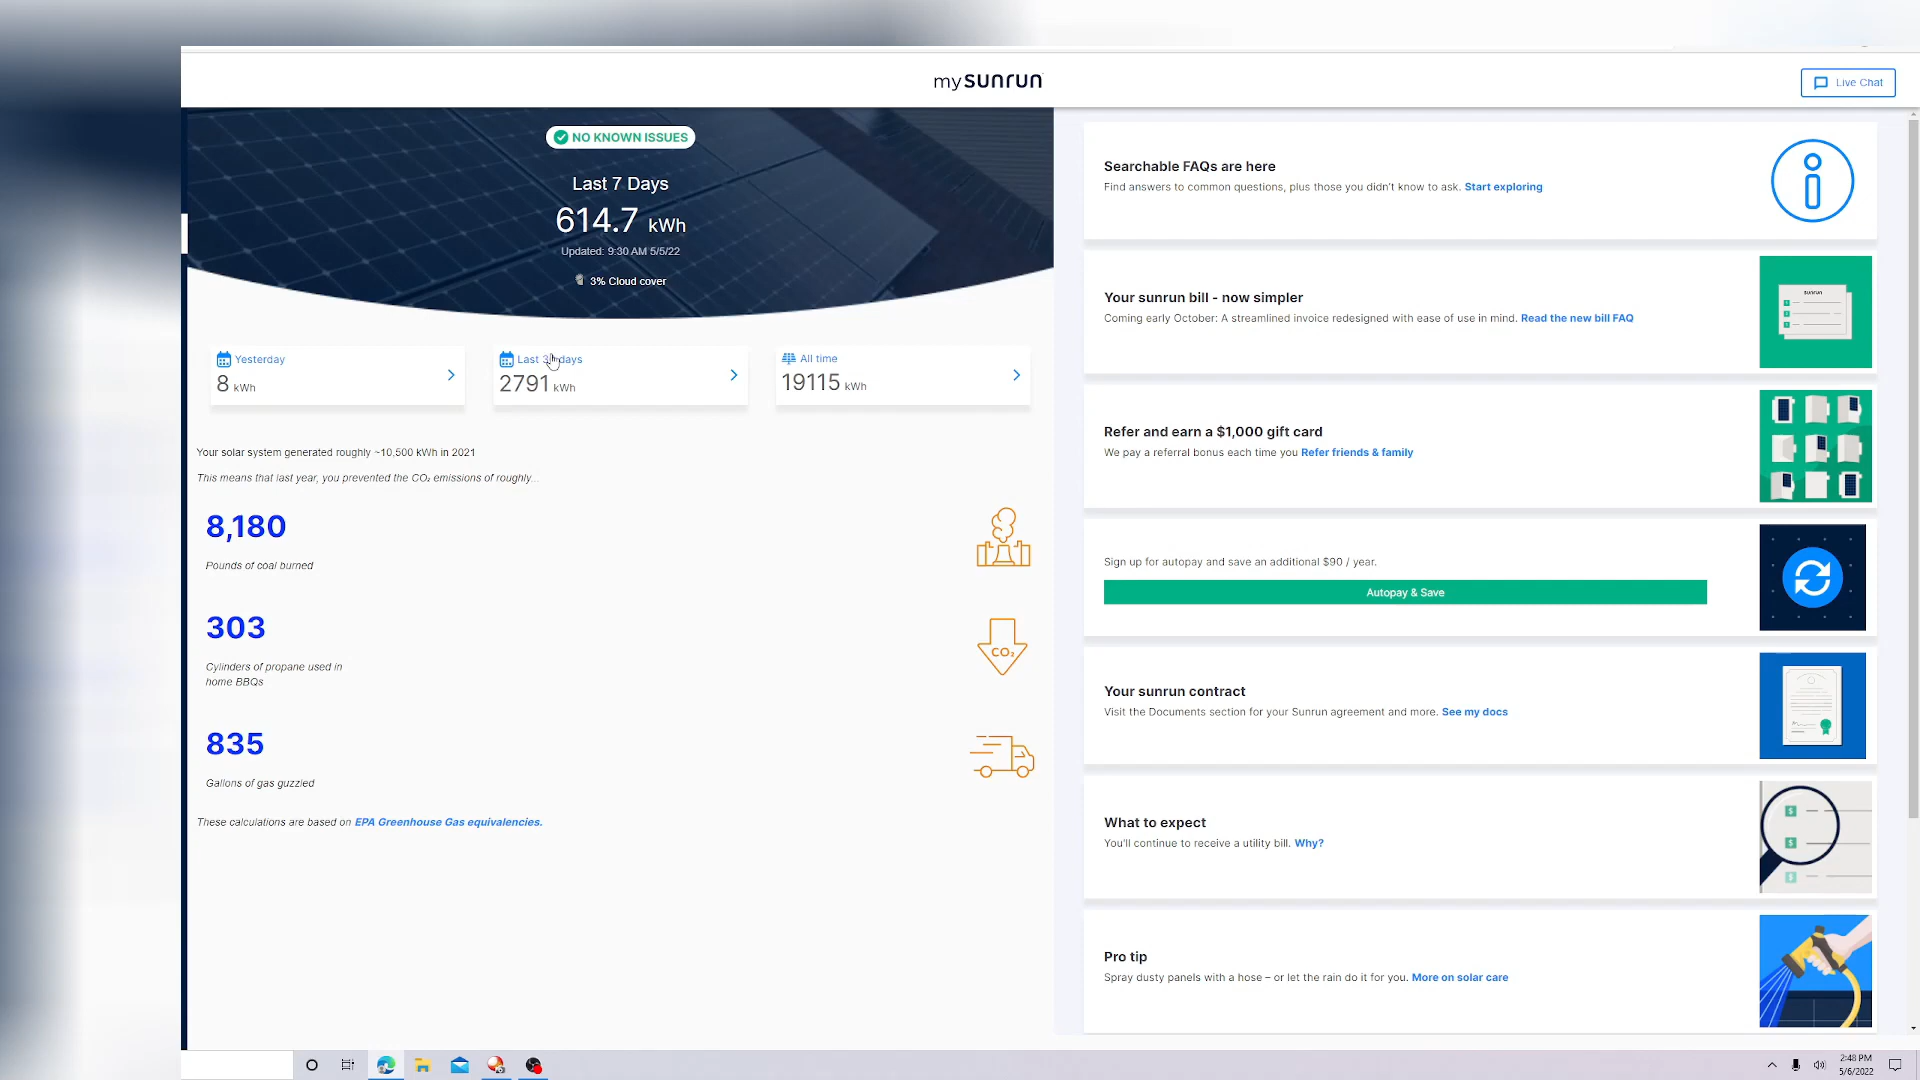 my sunrun
Live Chat
NO KNOWN ISSUES
Last 7 Days
614.7 kWh
Updated: 9:30 AM 5/5/22
3% Cloud cover
Yesterday
8 kWh
Last 30 days
2791 kWh
All time
19115 kWh
Your solar system generated roughly ~10,500 kWh in 2021
This means that last year, you prevented the CO₂ emissions of roughly...
8,180
Pounds of coal burned
303
Cylinders of propane used in
home BBQs
CO₂
835
Gallons of gas guzzled
These calculations are based on EPA Greenhouse Gas equivalencies.
Searchable FAQs are here
Find answers to common questions, plus those you didn't know to ask. Start exploring
Your sunrun bill - now simpler
Coming early October: A streamlined invoice redesigned with ease of use in mind. Read the new bill FAQ
sunrun
Refer and earn a $1,000 gift card
We pay a referral bonus each time you Refer friends & family
Sign up for autopay and save an additional $90 / year.
Autopay & Save
Your sunrun contract
Visit the Documents section for your Sunrun agreement and more. See my docs
What to expect
You'll continue to receive a utility bill. Why?
Pro tip
Spray dusty panels with a hose – or let the rain do it for you. More on solar care
2:48 PM
5/6/2022